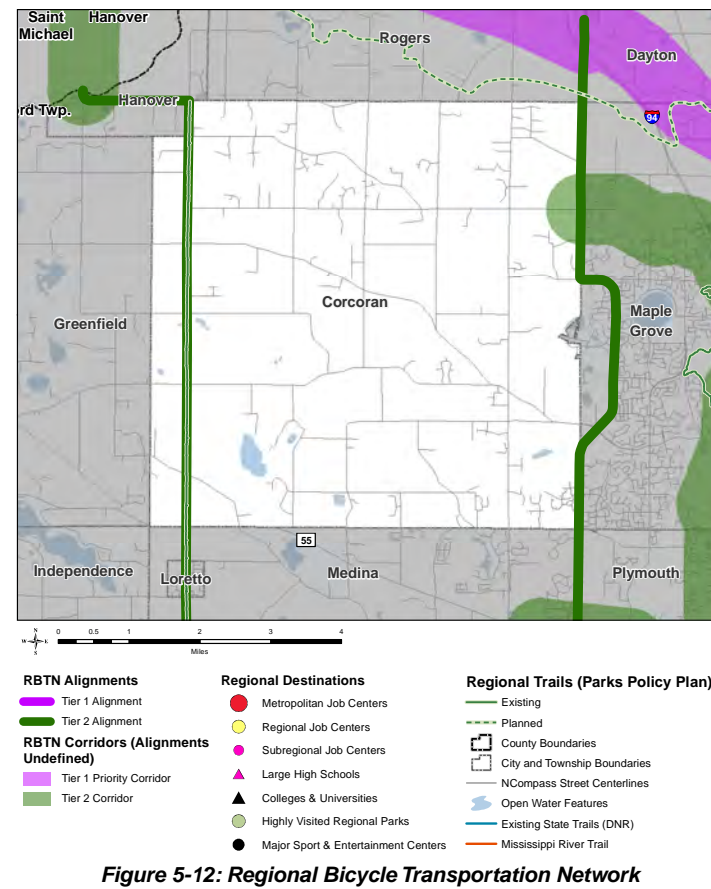 Saint
Michael
Hanover
Rogers
Dayton
Hanover
rd Twp.
94
Corcoran
Greenfield
Maple
Grove
55
Independence
Loretto
Medina
Plymouth
N
W E
S
0 0.5 1 2 3 4
Miles
RBTN Alignments
Tier 1 Alignment
Tier 2 Alignment
RBTN Corridors (Alignments
Undefined)
Tier 1 Priority Corridor
Tier 2 Corridor
Regional Destinations
Metropolitan Job Centers
Regional Job Centers
Subregional Job Centers
Large High Schools
Colleges & Universities
Highly Visited Regional Parks
Major Sport & Entertainment Centers
Regional Trails (Parks Policy Plan)
Existing
Planned
County Boundaries
City and Township Boundaries
NCompass Street Centerlines
Open Water Features
Existing State Trails (DNR)
Mississippi River Trail
Figure 5-12: Regional Bicycle Transportation Network